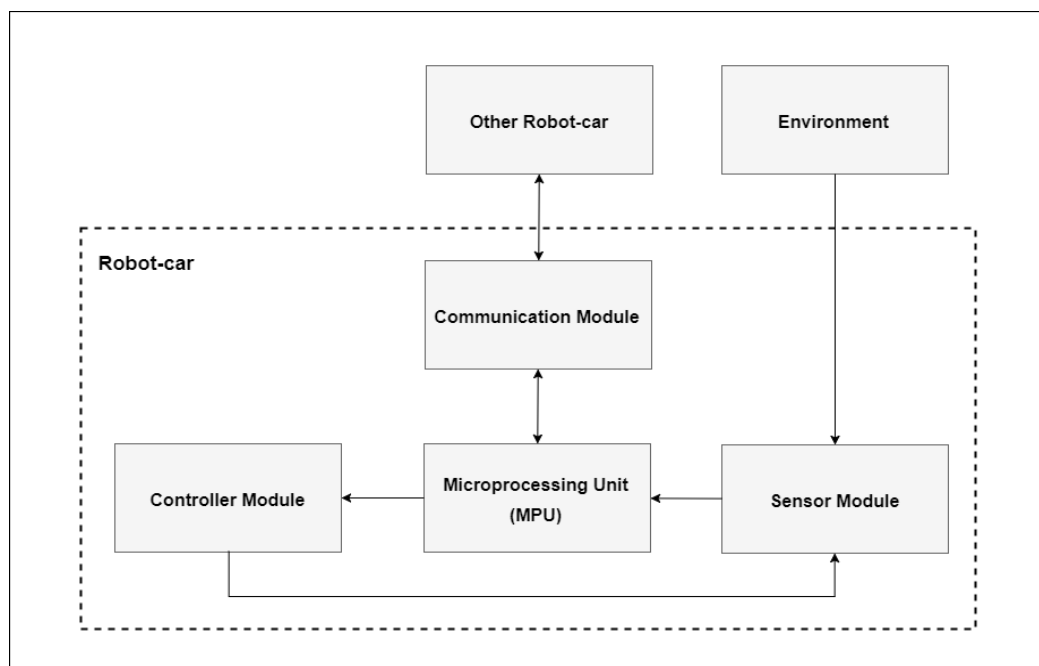 Other Robot-car
Environment
Robot-car
Communication Module
Controller Module
Microprocessing Unit
(MPU)
Sensor Module